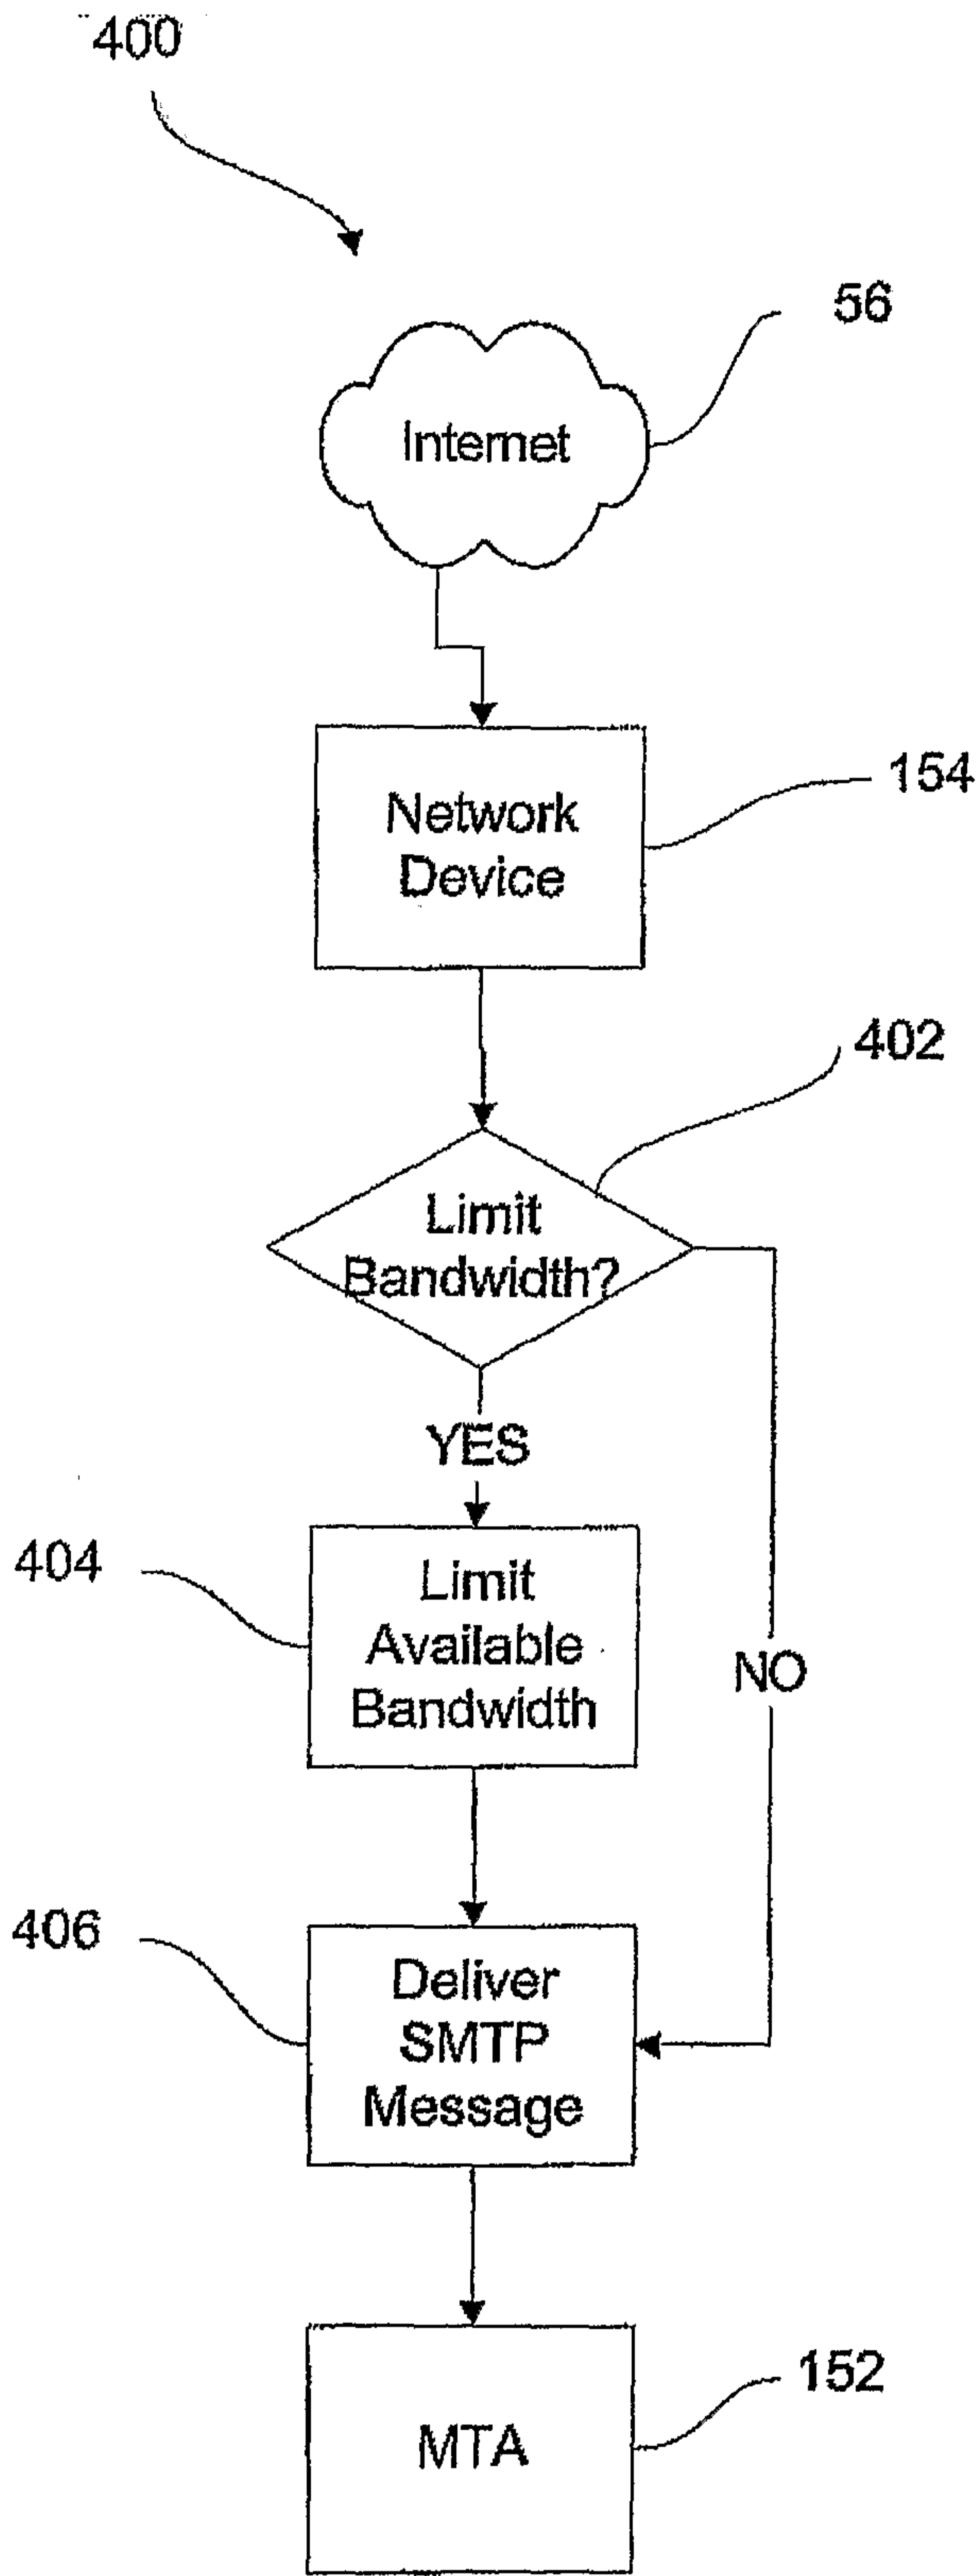 400
56
Internet
154
Network
Device
402
Limit
Bandwidth?
YES
404
Limit
Available
Bandwidth
NO
406
Deliver
SMTP
Message
152
MTA